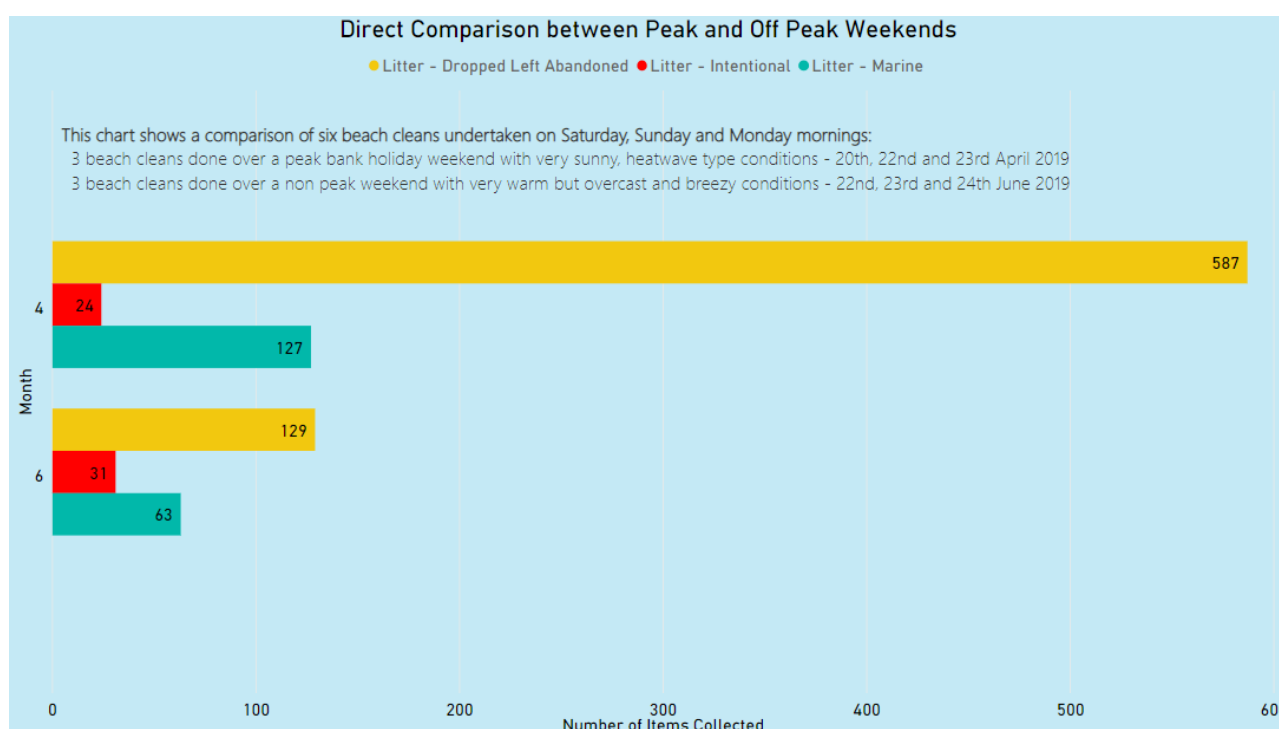 Direct Comparison between Peak and Off Peak Weekends
Litter - Dropped Left Abandoned Litter - Intentional Litter - Marine
This chart shows a comparison of six beach cleans undertaken on Saturday, Sunday and Monday mornings:
3 beach cleans done over a peak bank holiday weekend with very sunny, heatwave type conditions - 20th, 22nd and 23rd April 2019
3 beach cleans done over a non peak weekend with very warm but overcast and breezy conditions - 22nd, 23rd and 24th June 2019
587
4
24
127
Month
129
6
31
63
0 100 200 300 400 500 60
Number of Items Collected